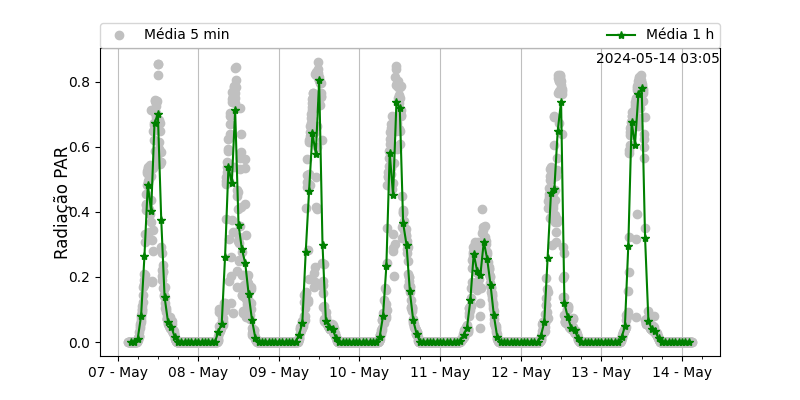 Média 5 min
Média 1 h
2024-05-14 03:05
Radiação PAR
0.8
0.6
0.4
0.2
0.0
07 - May
08 - May
09 - May
10 - May
11 - May
12 - May
13 - May
14 - May